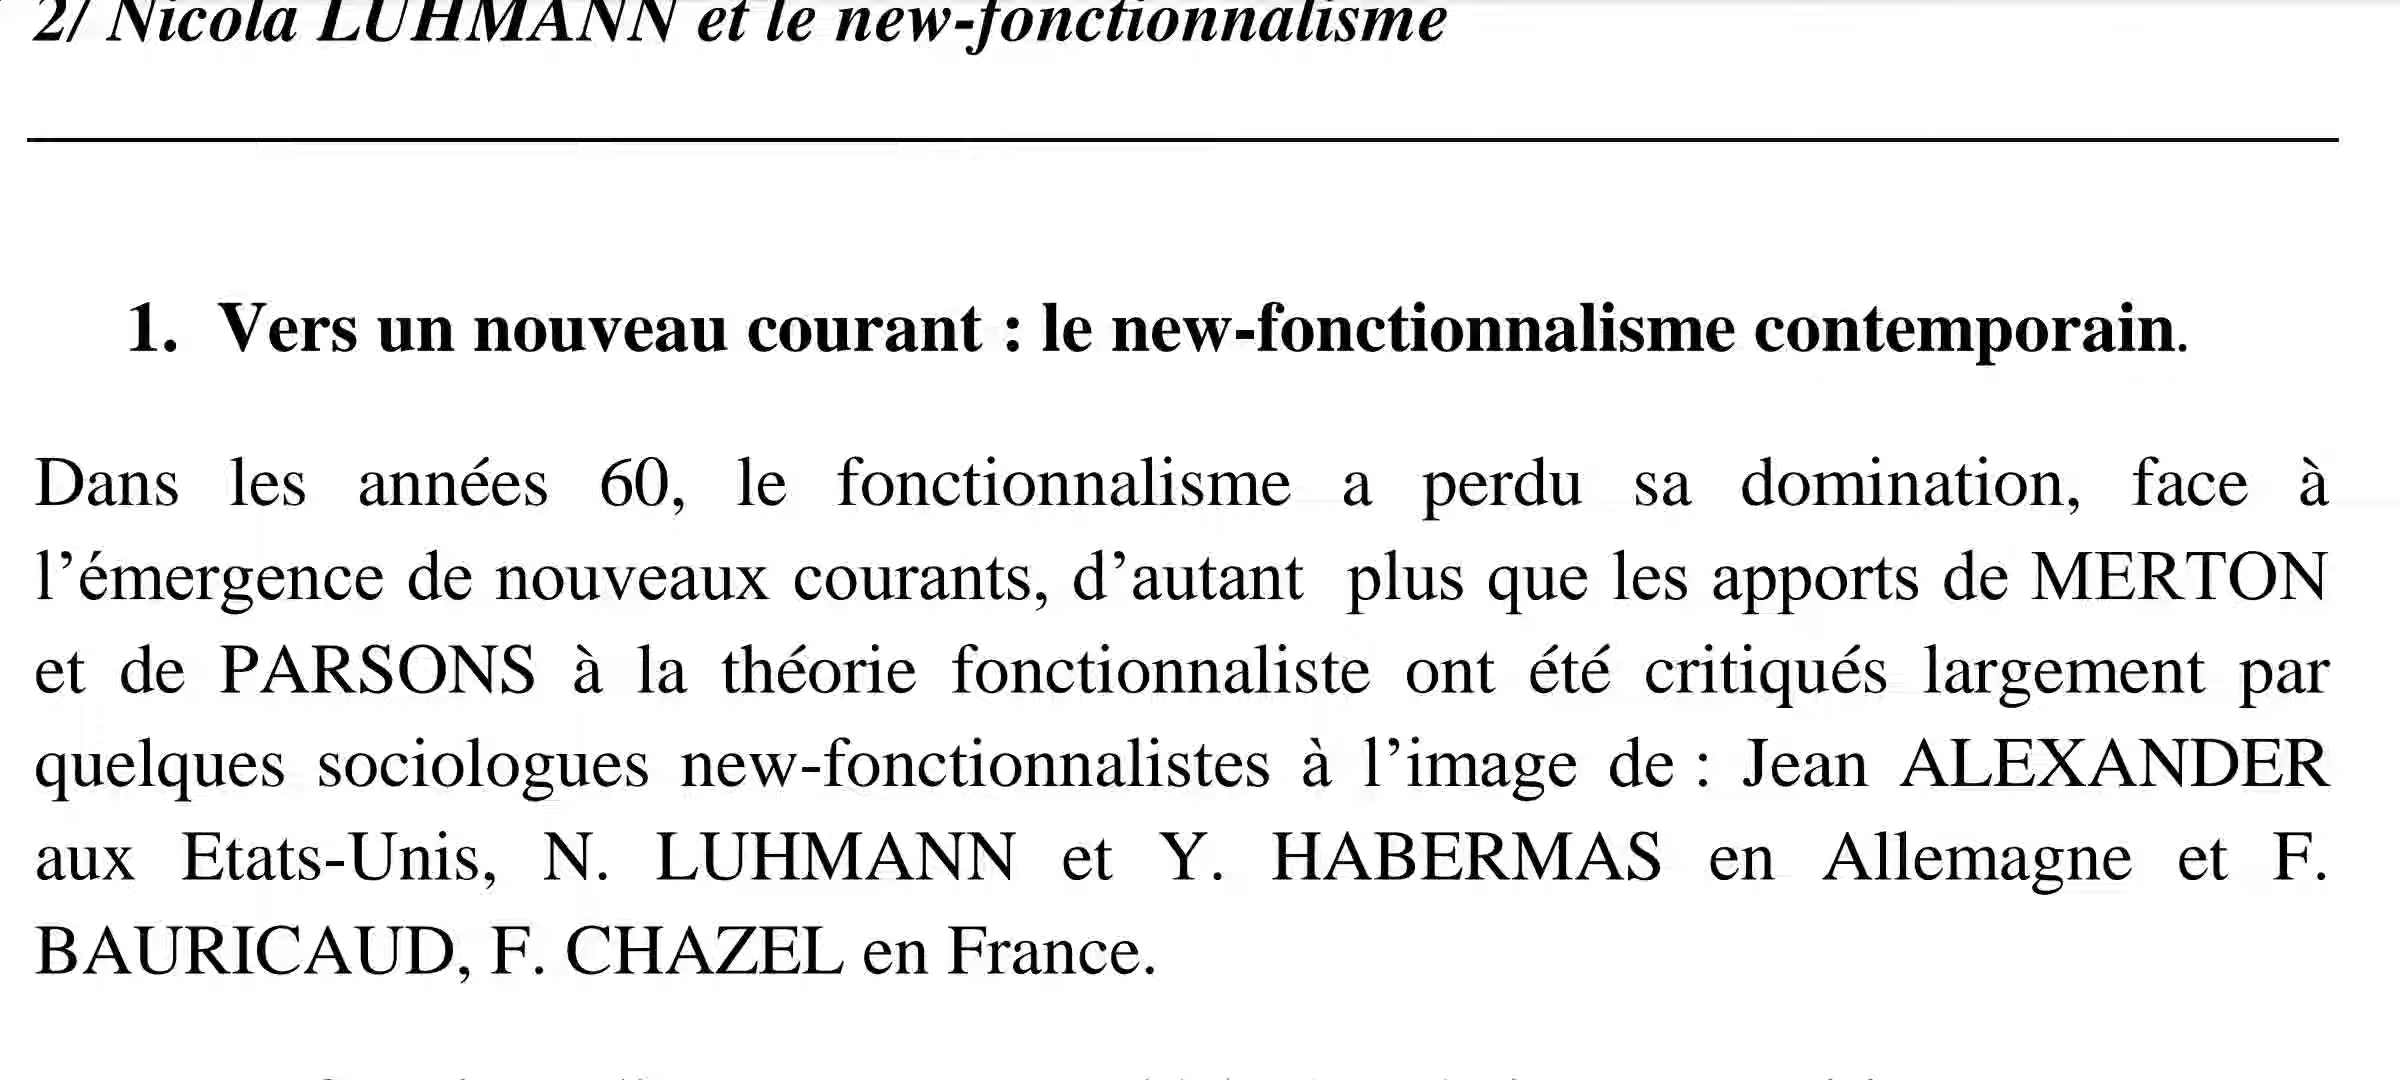 2/ Nicola LUHMANN et le new-fonctionnalisme
1. Vers un nouveau courant : le new-fonctionnalisme contemporain.
Dans les années 60, le fonctionnalisme a perdu sa domination, face à
l’émergence de nouveaux courants, d’autant  plus que les apports de MERTON
et de PARSONS à la théorie fonctionnaliste ont été critiqués largement par
quelques sociologues new-fonctionnalistes à l’image de : Jean ALEXANDER
aux Etats-Unis, N. LUHMANN et Y. HABERMAS en Allemagne et F.
BAURICAUD, F. CHAZEL en France.